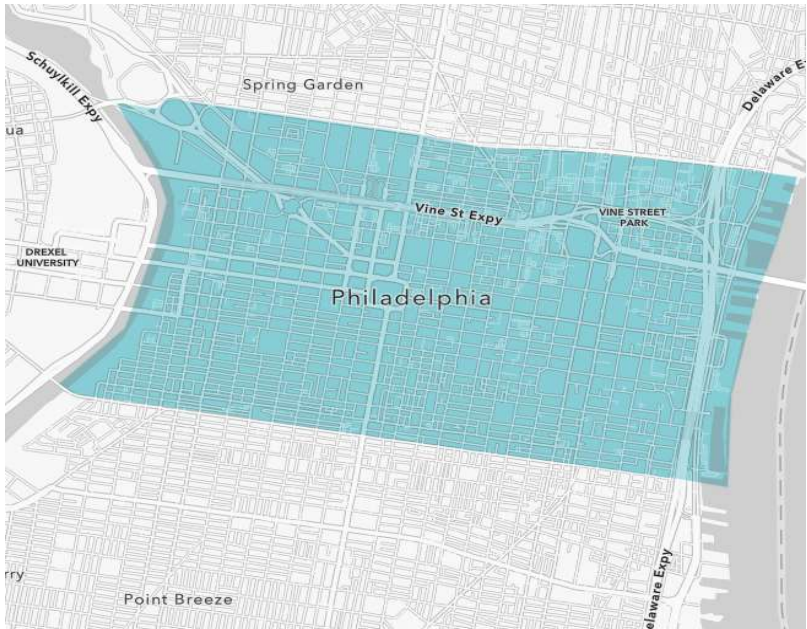 Schuylkill Expy
Spring Garden
Delaware E
ua
Vine St Expy
VINE STREET
PARK
DREXEL
UNIVERSITY
Philadelphia
Delaware Expy
rry
Point Breeze